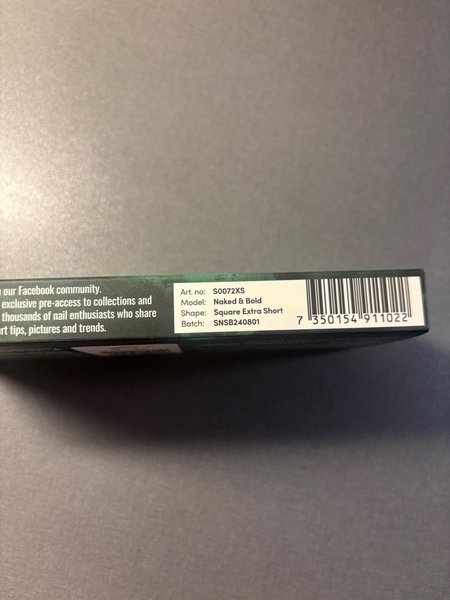 our Facebook community.
exclusive pre-access to collections and
thousands of nail enthusiasts who share
tips, pictures and trends.
Art. no: S0072XS
Model: Naked & Bold
Shape: Square Extra Short
Batch: SNSB240801
7 350154 911022